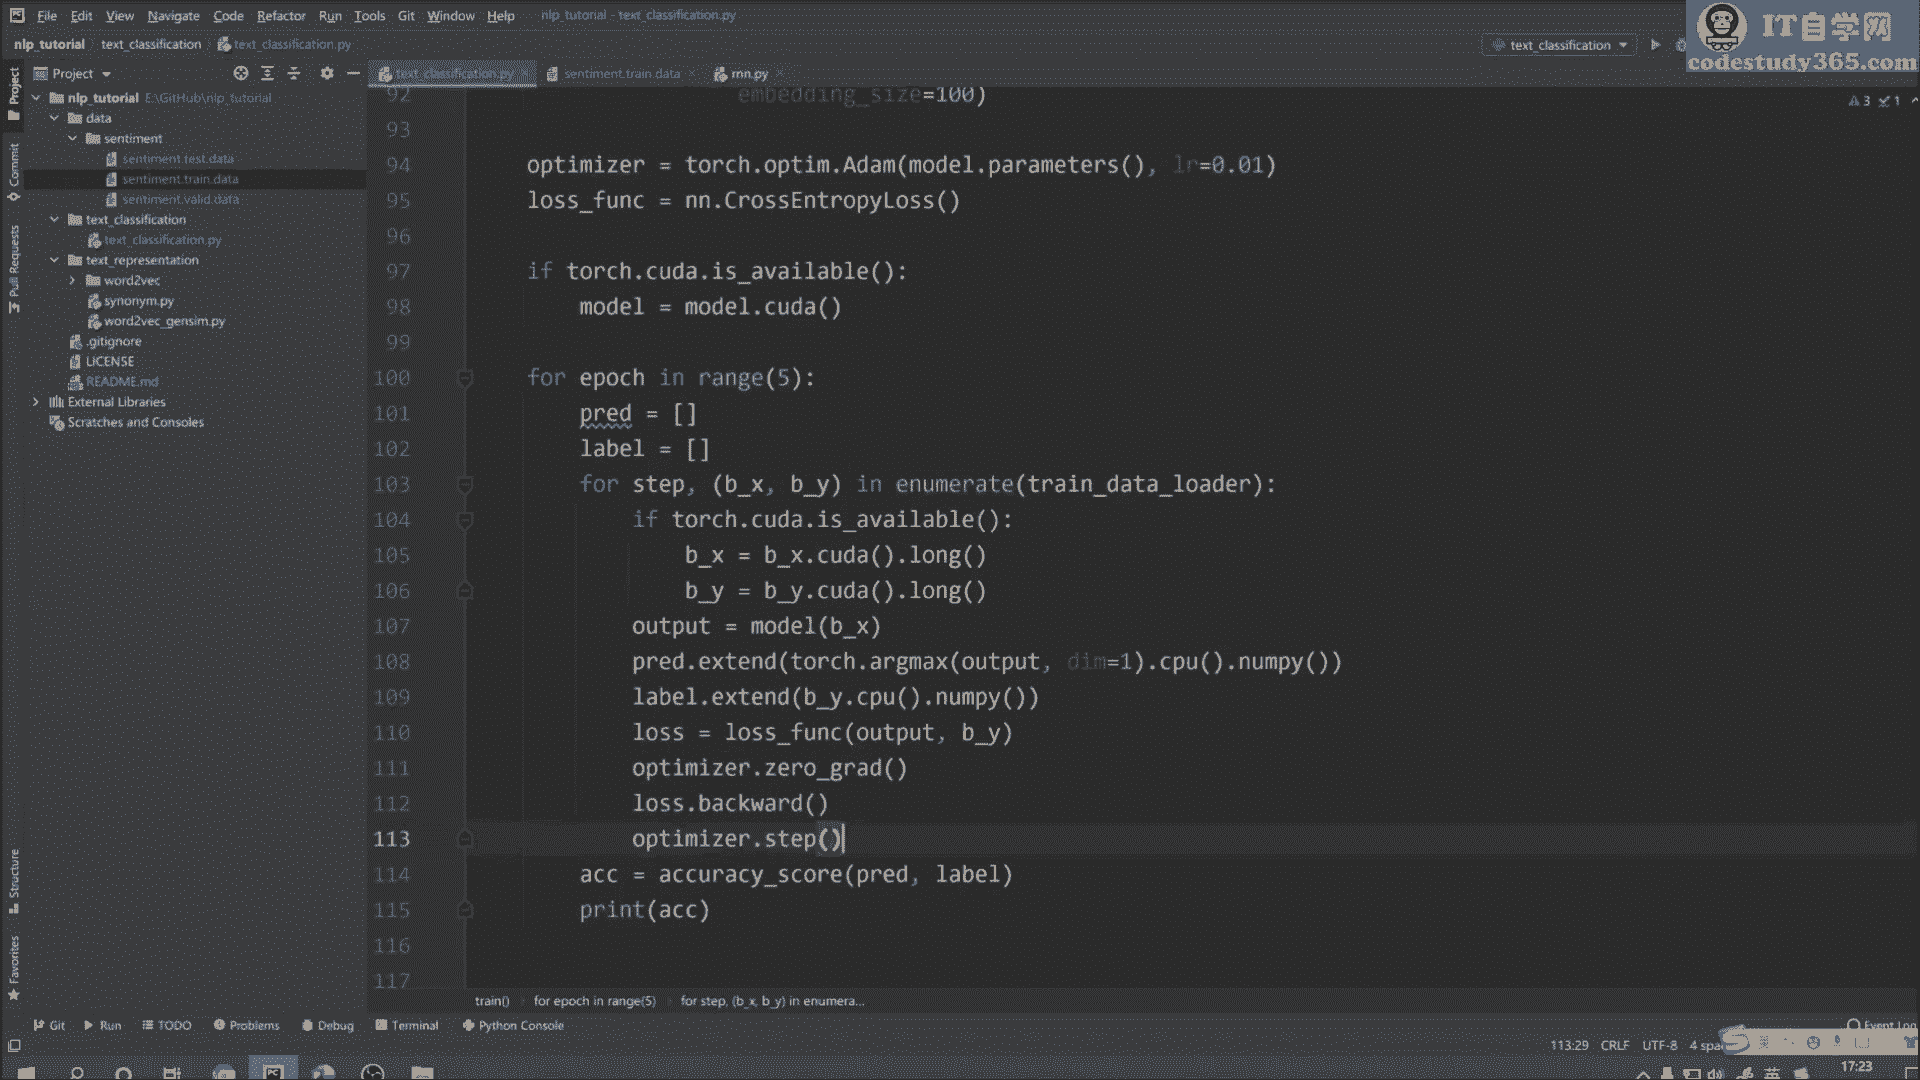 File Edit View Navigate Code Refactor Run Tools Git Window Help nlp_tutorial - text_classification.py
IT自学网
codestudy365.com
nlp_tutorial text_classification text_classification.py
text_classification
Project
text_classification.py sentiment.train.data rnn.py
nlp_tutorial E:\GitHub\nlp_tutorial
data
sentiment
sentiment.test.data
sentiment.train.data
sentiment.valid.data
text_classification
text_classification.py
text_representation
word2vec
synonym.py
word2vec_gensim.py
.gitignore
LICENSE
README.md
External Libraries
Scratches and Consoles
Project
Commit
Pull Requests
Structure
Favorites
3 1
92 embedding_size=100)
93
94 optimizer = torch.optim.Adam(model.parameters(), lr=0.01)
95 loss_func = nn.CrossEntropyLoss()
96
97 if torch.cuda.is_available():
98 model = model.cuda()
99
100 for epoch in range(5):
101 pred = []
102 label = []
103 for step, (b_x, b_y) in enumerate(train_data_loader):
104 if torch.cuda.is_available():
105 b_x = b_x.cuda().long()
106 b_y = b_y.cuda().long()
107 output = model(b_x)
108 pred.extend(torch.argmax(output, dim=1).cpu().numpy())
109 label.extend(b_y.cpu().numpy())
110 loss = loss_func(output, b_y)
111 optimizer.zero_grad()
112 loss.backward()
113 optimizer.step()
114 acc = accuracy_score(pred, label)
115 print(acc)
116
117
train() for epoch in range(5) for step, (b_x, b_y) in enumera...
Git Run TODO Problems Debug Terminal Python Console Event Log
113:29 CRLF UTF-8 4 spa
英
17:23